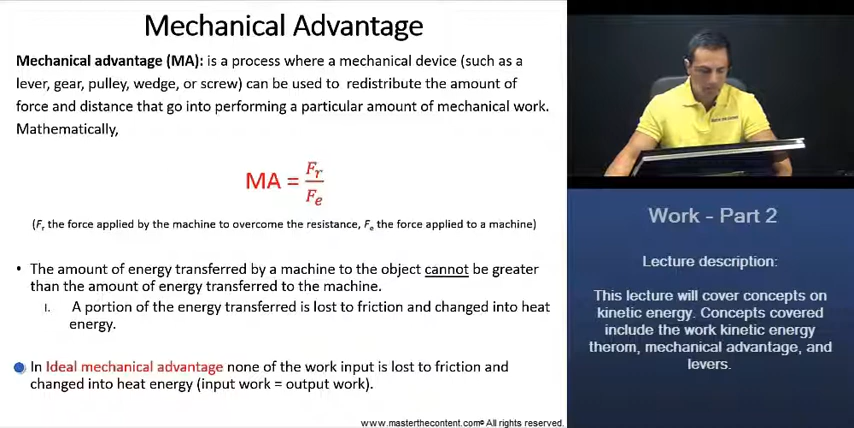 Mechanical Advantage
Mechanical advantage (MA): is a process where a mechanical device (such as a
lever, gear, pulley, wedge, or screw) can be used to redistribute the amount of
force and distance that go into performing a particular amount of mechanical work.
Mathematically,
MA = Fr/Fe
(Fr the force applied by the machine to overcome the resistance, Fe the force applied to a machine)
• The amount of energy transferred by a machine to the object cannot be greater
than the amount of energy transferred to the machine.
I. A portion of the energy transferred is lost to friction and changed into heat
energy.
In Ideal mechanical advantage none of the work input is lost to friction and
changed into heat energy (input work = output work).
www.masterthecontent.com© All rights reserved.
Work - Part 2
Lecture description:
This lecture will cover concepts on
kinetic energy. Concepts covered
include the work kinetic energy
therom, mechanical advantage, and
levers.